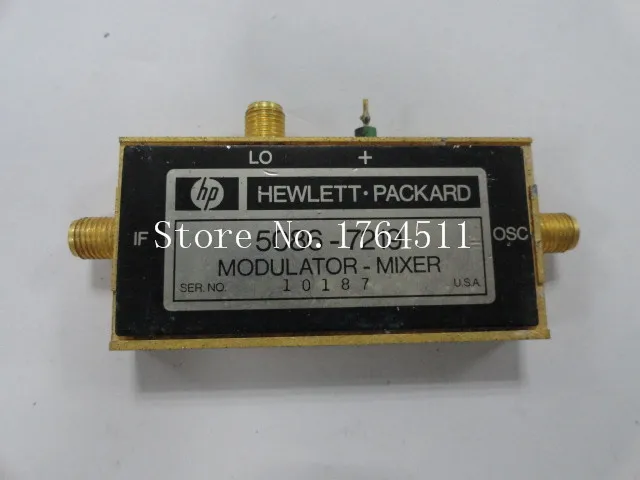 LO +
hp HEWLETT·PACKARD
IF OSC
Store No.: 1764511
MODULATOR-MIXER
SER. NO. 10187 U.S.A.